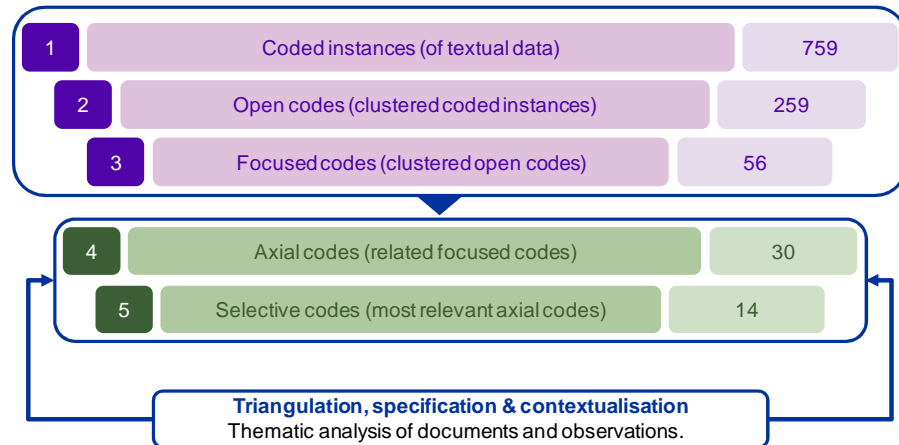 1 Coded instances (of textual data) 759
2 Open codes (clustered coded instances) 259
3 Focused codes (clustered open codes) 56
4 Axial codes (related focused codes) 30
5 Selective codes (most relevant axial codes) 14
Triangulation, specification & contextualisation
Thematic analysis of documents and observations.